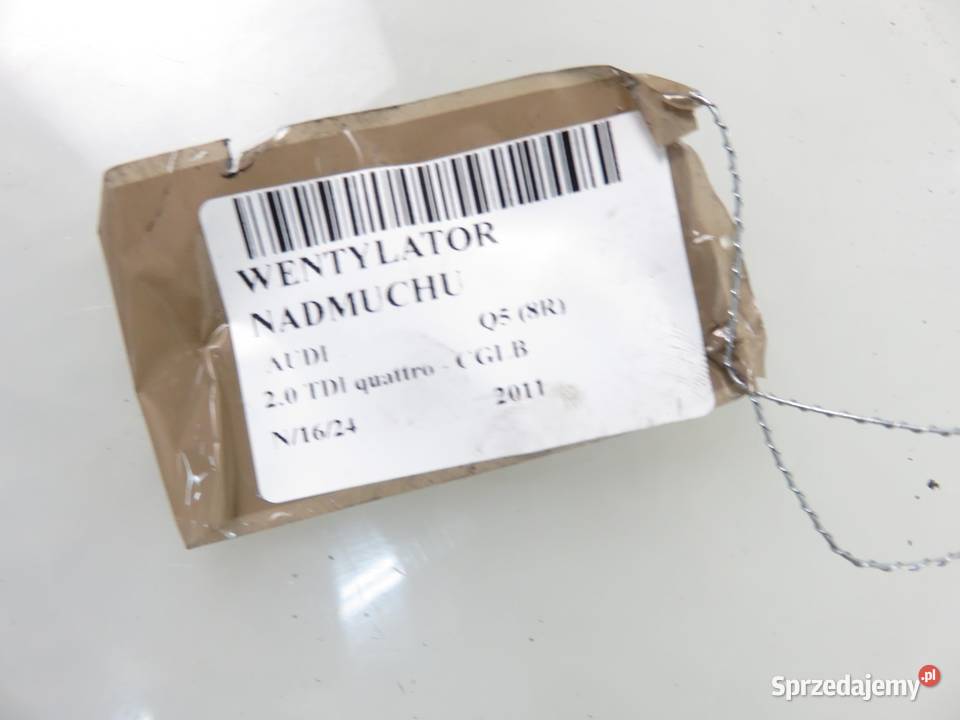 WENTYLATOR
NADMUCHU
AUDI Q5 (8R)
2.0 TDI quattro - CGLB
N/16/24 2011
Sprzedajemy.pl